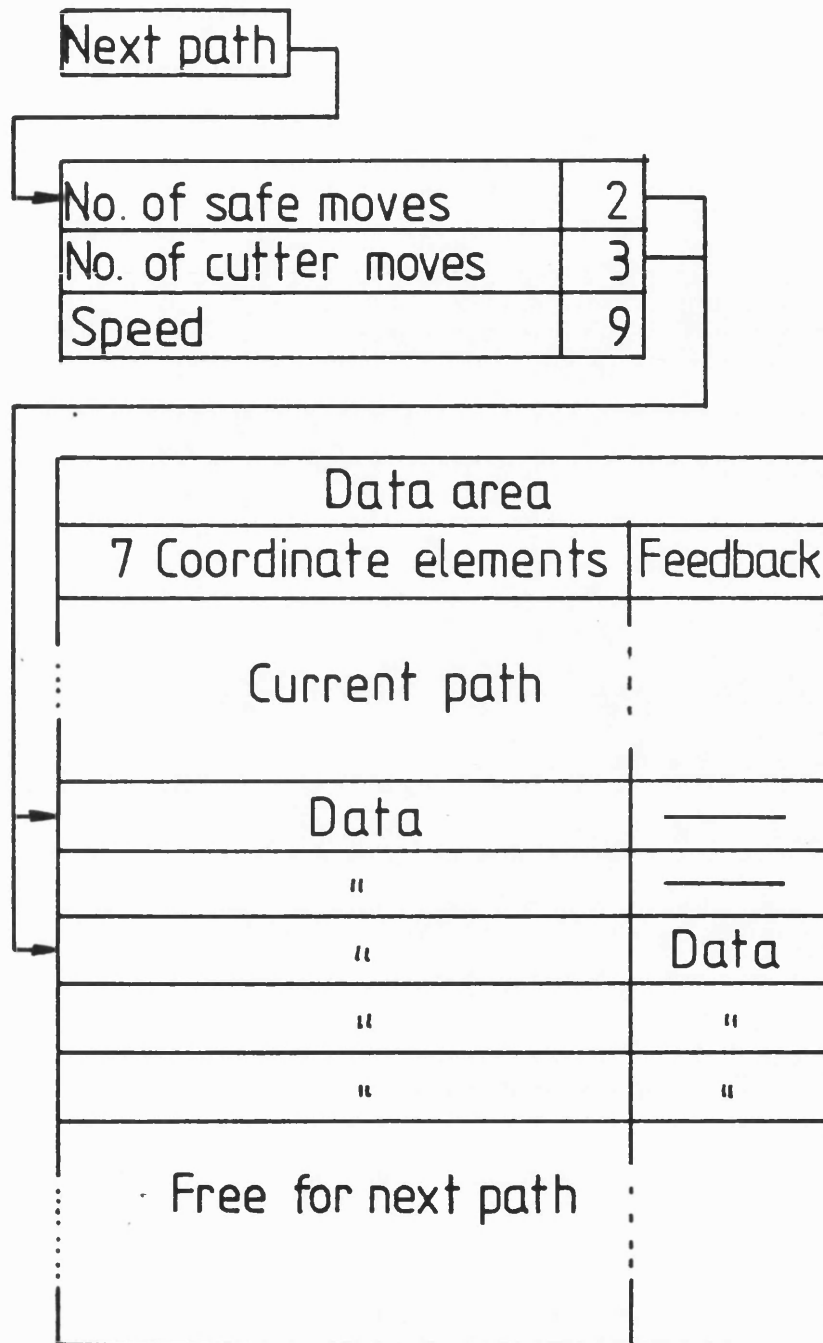 Next path
No. of safe moves 2
No. of cutter moves 3
Speed 9
Data area
7 Coordinate elements Feedback
Current path
Data ——
" ——
" Data
" "
" "
Free for next path